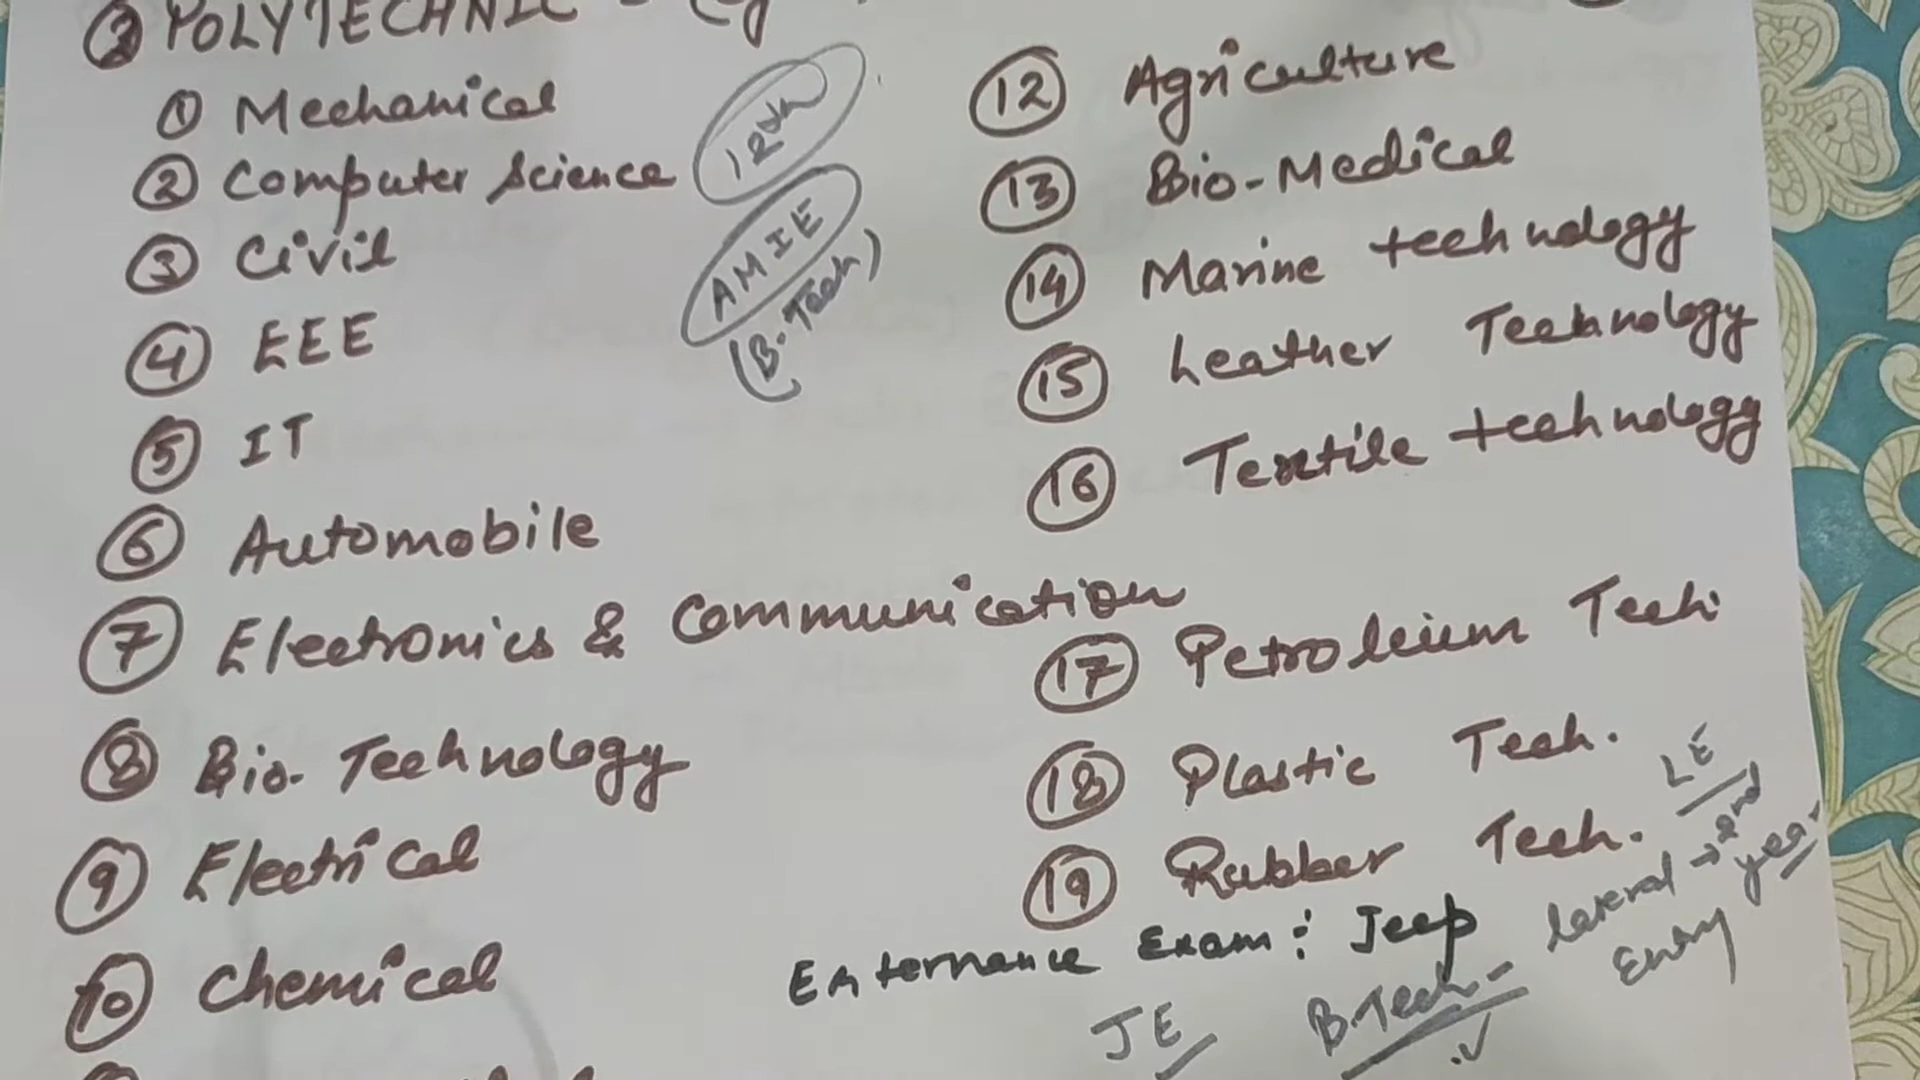 ② POLYTECHNIC -
① Mechanical
② Computer Science
③ Civil
④ EEE
⑤ IT
⑥ Automobile
⑦ Electronics & Communication
⑧ Bio. Technology
⑨ Electrical
⑩ Chemical
12th
AMIE
(B.Tech)
⑫ Agriculture
⑬ Bio-Medical
⑭ Marine technology
⑮ Leather Technology
⑯ Textile technology
⑰ Petroleium Tech
⑱ Plastic Tech.
⑲ Rubber Tech.
Enternance Exam: Jeep
JE
B.Tech -
lateral → 2nd year
Entry
LE